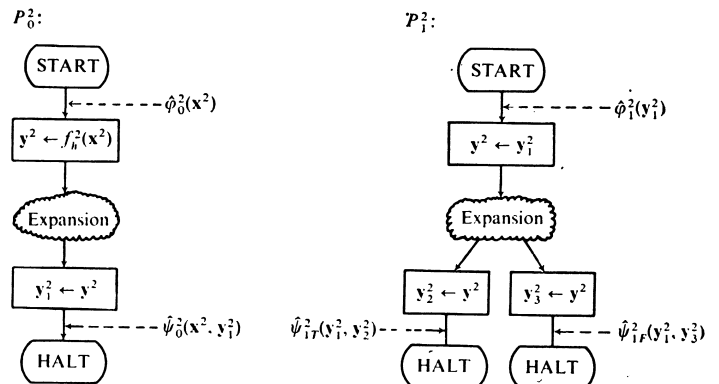 P₀²:
START
φ̂₀²(x²)
y² ← fₕ²(x²)
Expansion
y₁² ← y²
ψ̂₀²(x², y₁²)
HALT
P₁²:
START
φ̂₁²(y₁²)
y² ← y₁²
Expansion
y₂² ← y²
y₃² ← y²
ψ̂₁T²(y₁², y₂²)
ψ̂₁F²(y₁², y₃²)
HALT
HALT